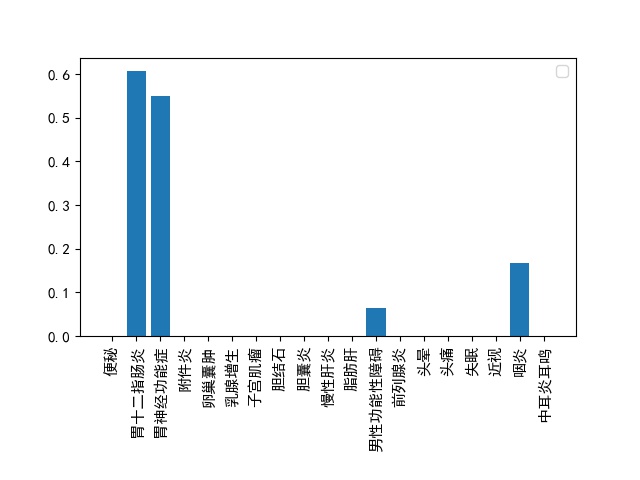 0.6
0.5
0.4
0.3
0.2
0.1
0.0
便秘
胃十二指肠炎
胃神经功能症
附件炎
卵巢囊肿
乳腺增生
子宫肌瘤
胆结石
胆囊炎
慢性肝炎
脂肪肝
男性功能性障碍
前列腺炎
头晕
头痛
失眠
近视
咽炎
中耳炎耳鸣